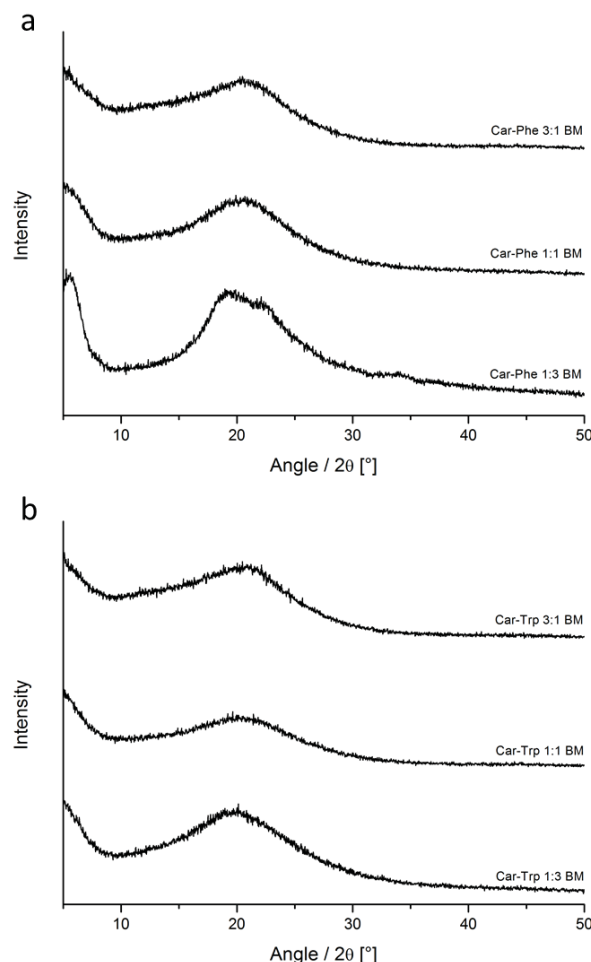 a
Car-Phe 3:1 BM
Car-Phe 1:1 BM
Car-Phe 1:3 BM
Intensity
10 20 30 40 50
Angle / 2θ [°]
b
Car-Trp 3:1 BM
Car-Trp 1:1 BM
Car-Trp 1:3 BM
Intensity
10 20 30 40 50
Angle / 2θ [°]